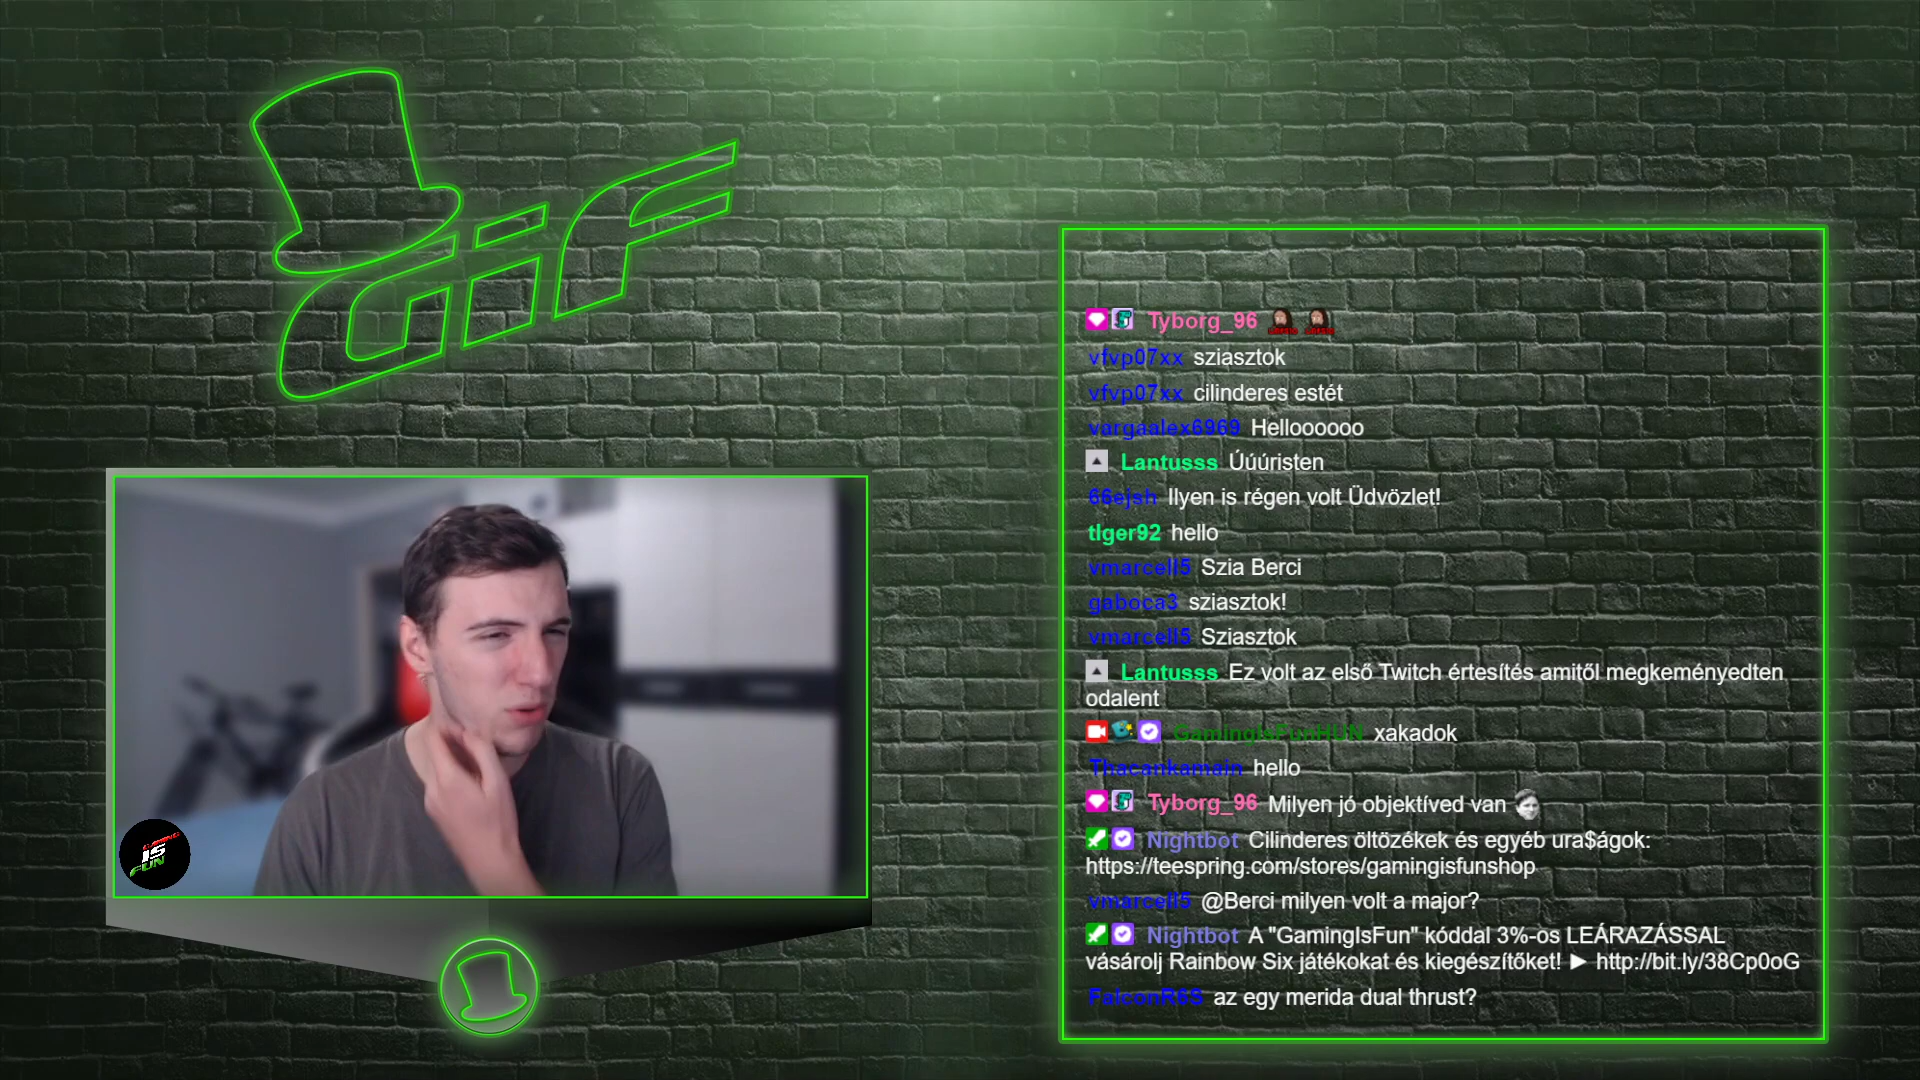 GiF
GAMING
IS
FUN
Tyborg_96
vfvp07xx sziasztok
vfvp07xx cilinderes estét
vargaalex6969 Helloooooo
Lantusss Úúúristen
66ejsh Ilyen is régen volt Üdvözlet!
tlger92 hello
vmarcell5 Szia Berci
gaboca3 sziasztok!
vmarcell5 Sziasztok
Lantusss Ez volt az első Twitch értesítés amitől megkeményedten
odalent
GamingIsFunHUN xakadok
Thacankamain hello
Tyborg_96 Milyen jó objektíved van
Nightbot Cilinderes öltözékek és egyéb ura$ágok:
https://teespring.com/stores/gamingisfunshop
vmarcell5 @Berci milyen volt a major?
Nightbot A "GamingIsFun" kóddal 3%-os LEÁRAZÁSSAL
vásárolj Rainbow Six játékokat és kiegészítőket! ► http://bit.ly/38Cp0oG
FalconR6S az egy merida dual thrust?